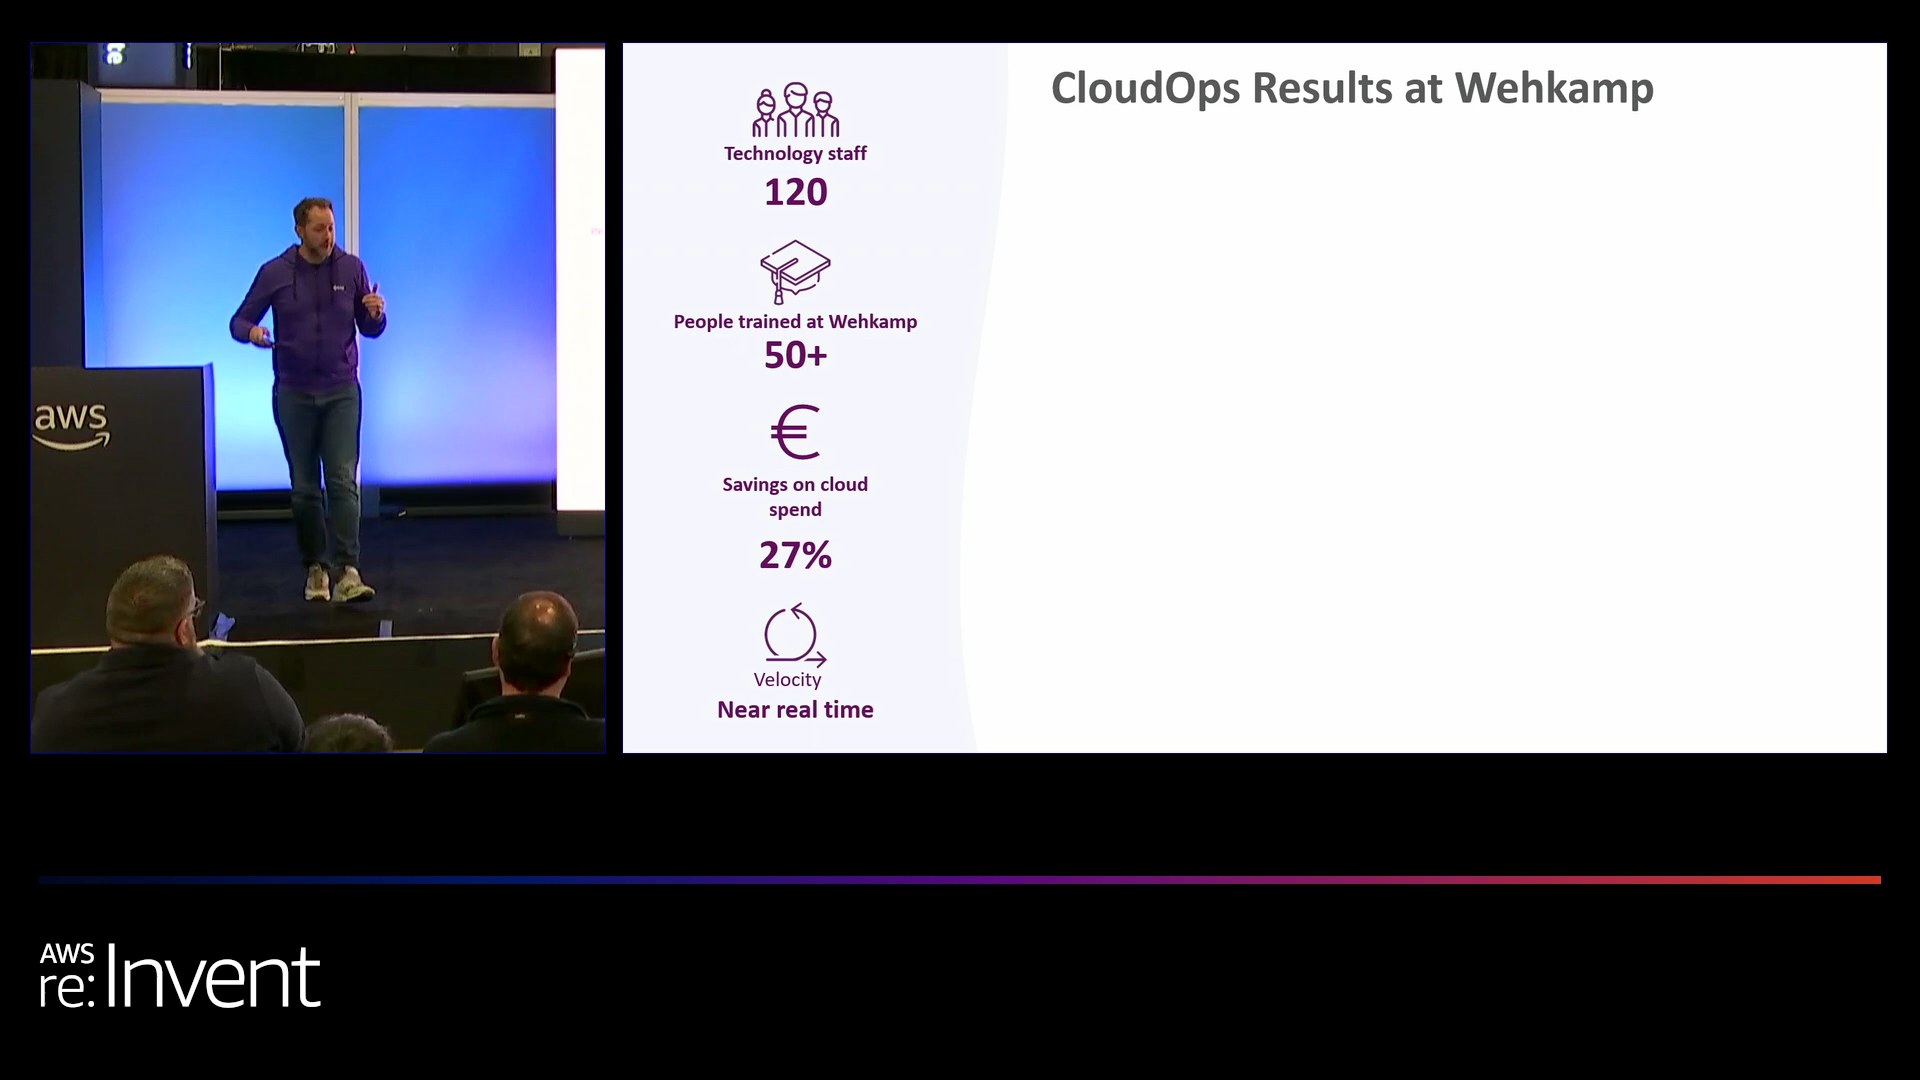 aws
CloudOps Results at Wehkamp
Technology staff
120
People trained at Wehkamp
50+
€
Savings on cloud
spend
27%
Velocity
Near real time
AWS
re:Invent